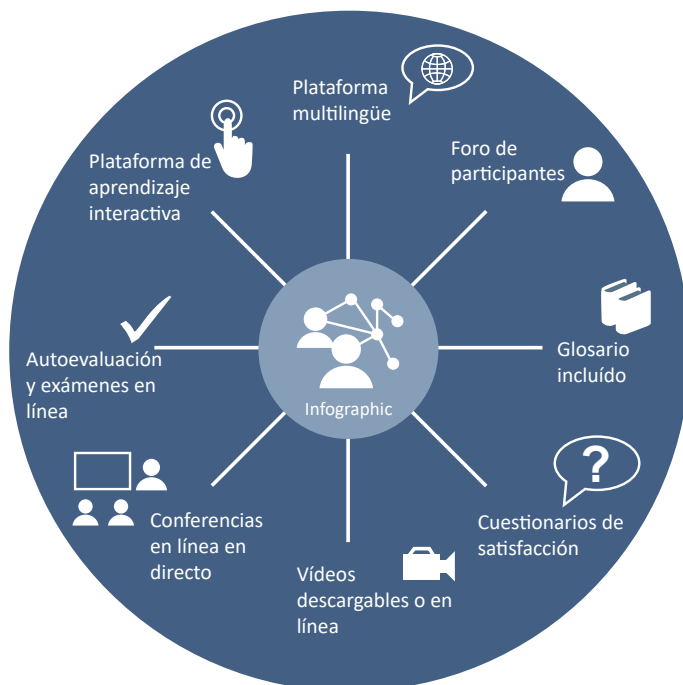 Plataforma
multilingüe
Foro de
participantes
Glosario
incluído
?
Cuestionarios de
satisfacción
Vídeos
descargables o en
línea
Conferencias
en línea en
directo
Autoevaluación
y exámenes en
línea
Plataforma de
aprendizaje
interactiva
Infographic